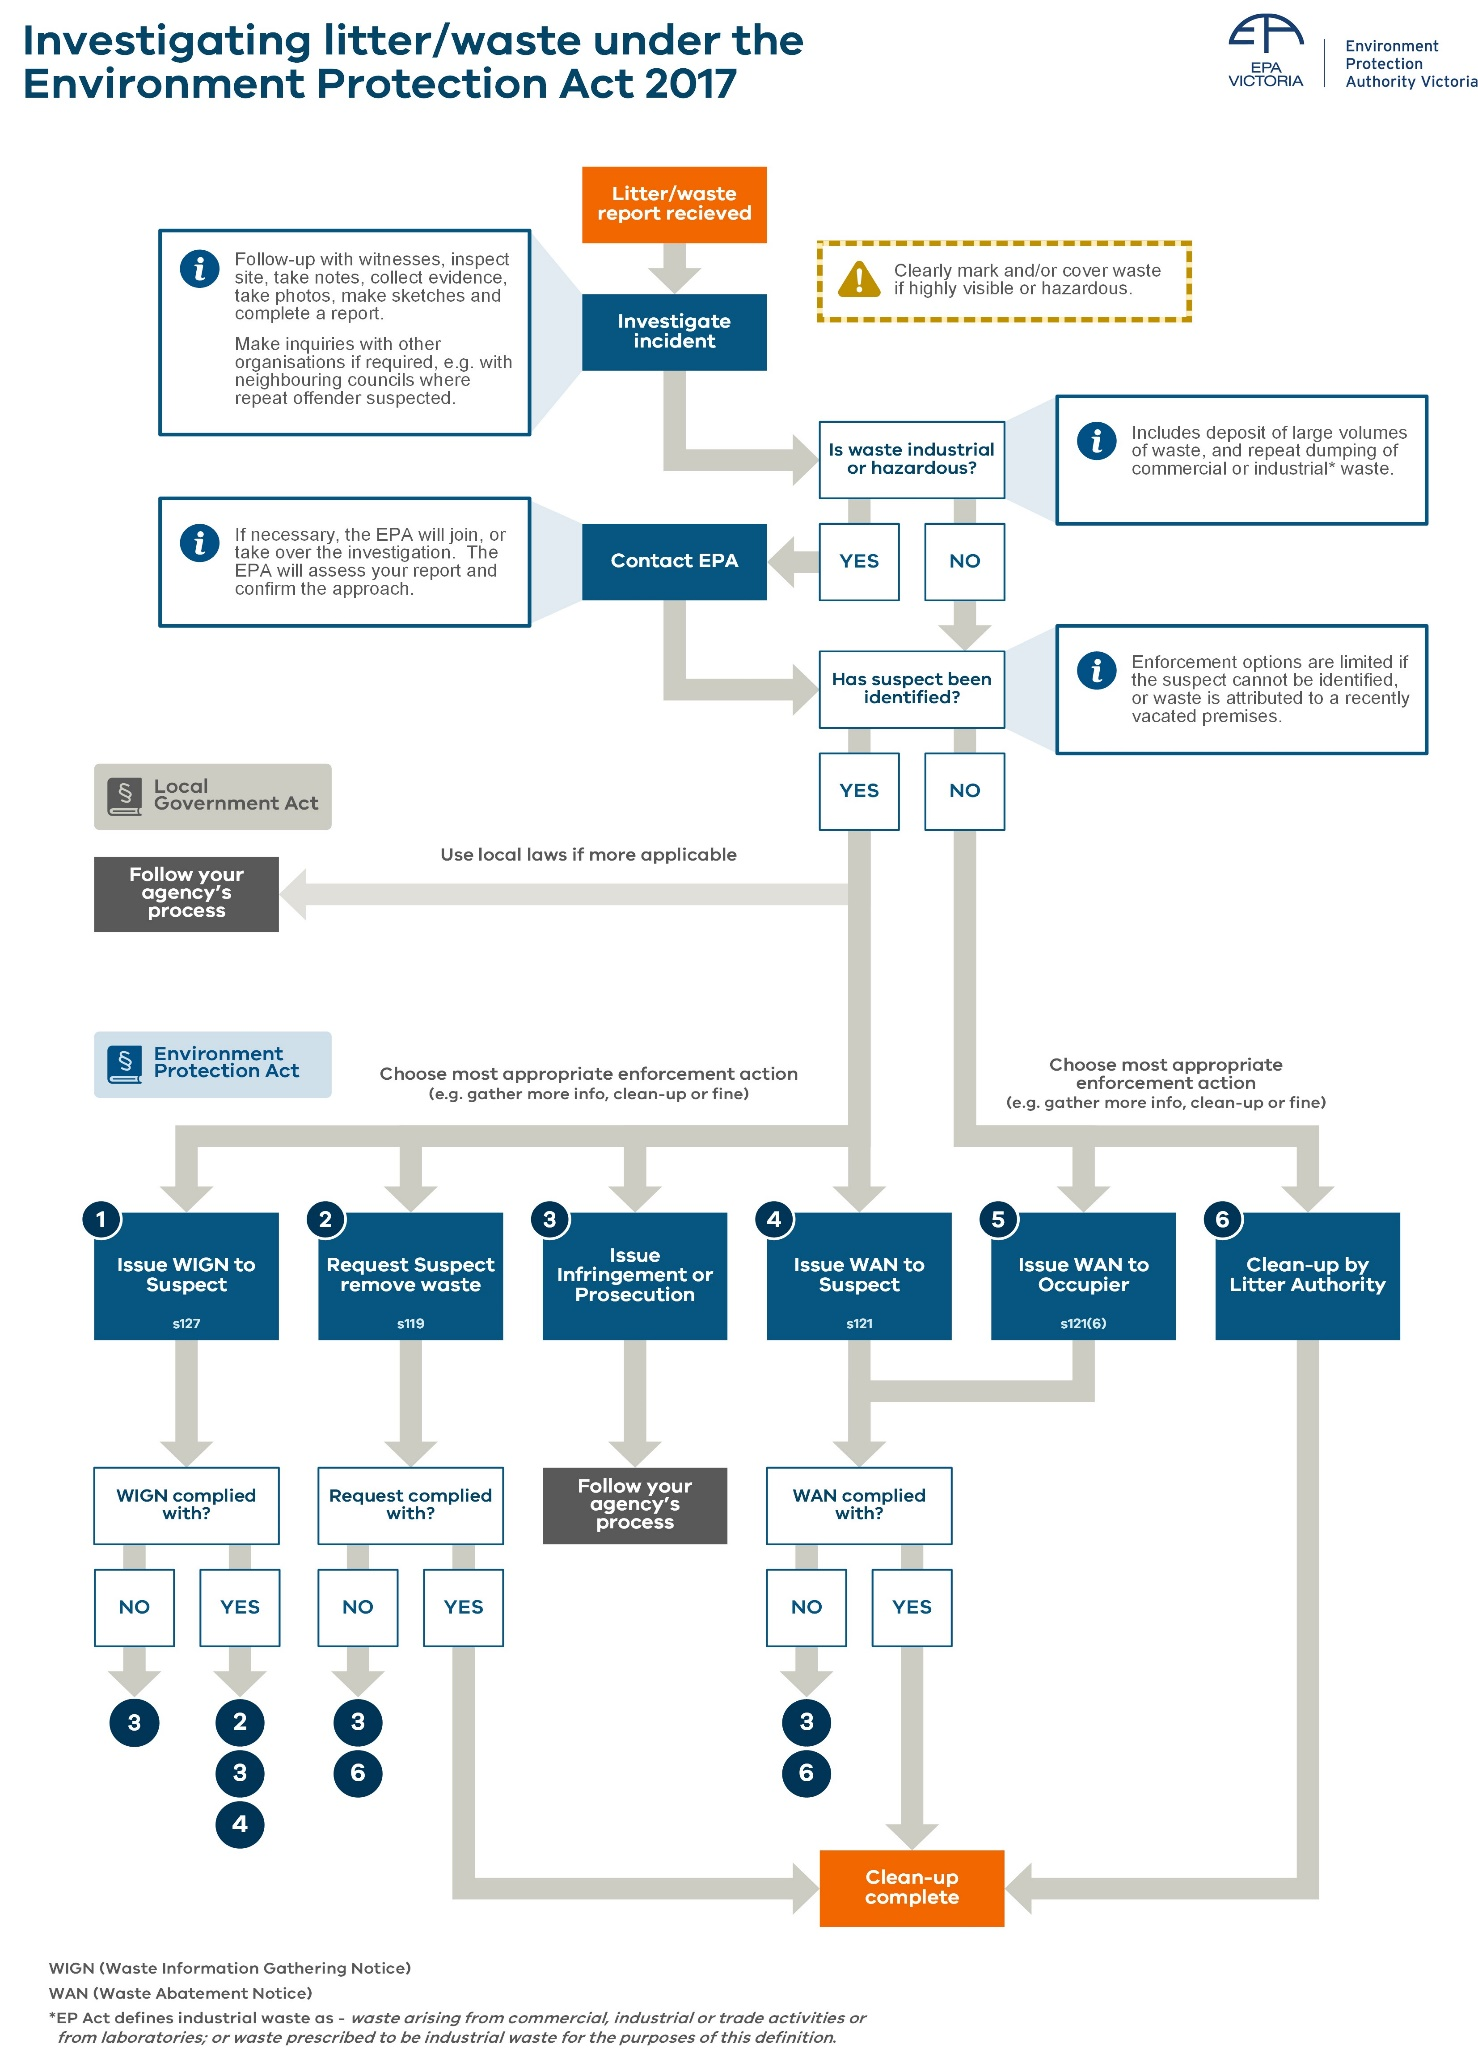 Investigating litter/waste under the
Environment Protection Act 2017
EPA
VICTORIA
Environment
Protection
Authority Victoria
Litter/waste
report recieved
Follow-up with witnesses, inspect
site, take notes, collect evidence,
take photos, make sketches and
complete a report.
Make inquiries with other
organisations if required, e.g. with
neighbouring councils where
repeat offender suspected.
Clearly mark and/or cover waste
if highly visible or hazardous.
Investigate
incident
Is waste industrial
or hazardous?
Includes deposit of large volumes
of waste, and repeat dumping of
commercial or industrial* waste.
If necessary, the EPA will join, or
take over the investigation. The
EPA will assess your report and
confirm the approach.
Contact EPA
YES
NO
Has suspect been
identified?
Enforcement options are limited if
the suspect cannot be identified,
or waste is attributed to a recently
vacated premises.
YES
NO
§ Local
Government Act
Use local laws if more applicable
Follow your
agency's
process
§ Environment
Protection Act
Choose most appropriate enforcement action
(e.g. gather more info, clean-up or fine)
Choose most appropriate
enforcement action
(e.g. gather more info, clean-up or fine)
1
Issue WIGN to
Suspect
s127
2
Request Suspect
remove waste
s119
3
Issue
Infringement or
Prosecution
4
Issue WAN to
Suspect
s121
5
Issue WAN to
Occupier
s121(6)
6
Clean-up by
Litter Authority
WIGN complied
with?
Request complied
with?
Follow your
agency's
process
WAN complied
with?
NO
YES
NO
YES
NO
YES
3
2
3
4
3
6
3
6
Clean-up
complete
WIGN (Waste Information Gathering Notice)
WAN (Waste Abatement Notice)
*EP Act defines industrial waste as - waste arising from commercial, industrial or trade activities or
from laboratories; or waste prescribed to be industrial waste for the purposes of this definition.